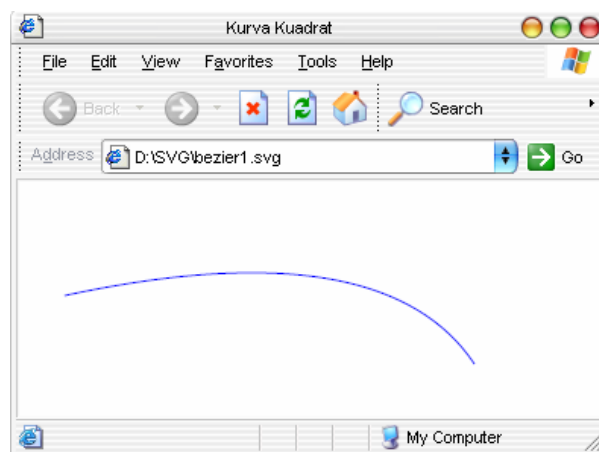 Kurva Kuadrat
File Edit View Favorites Tools Help
Back Search
Address D:\SVG\bezier1.svg Go
My Computer